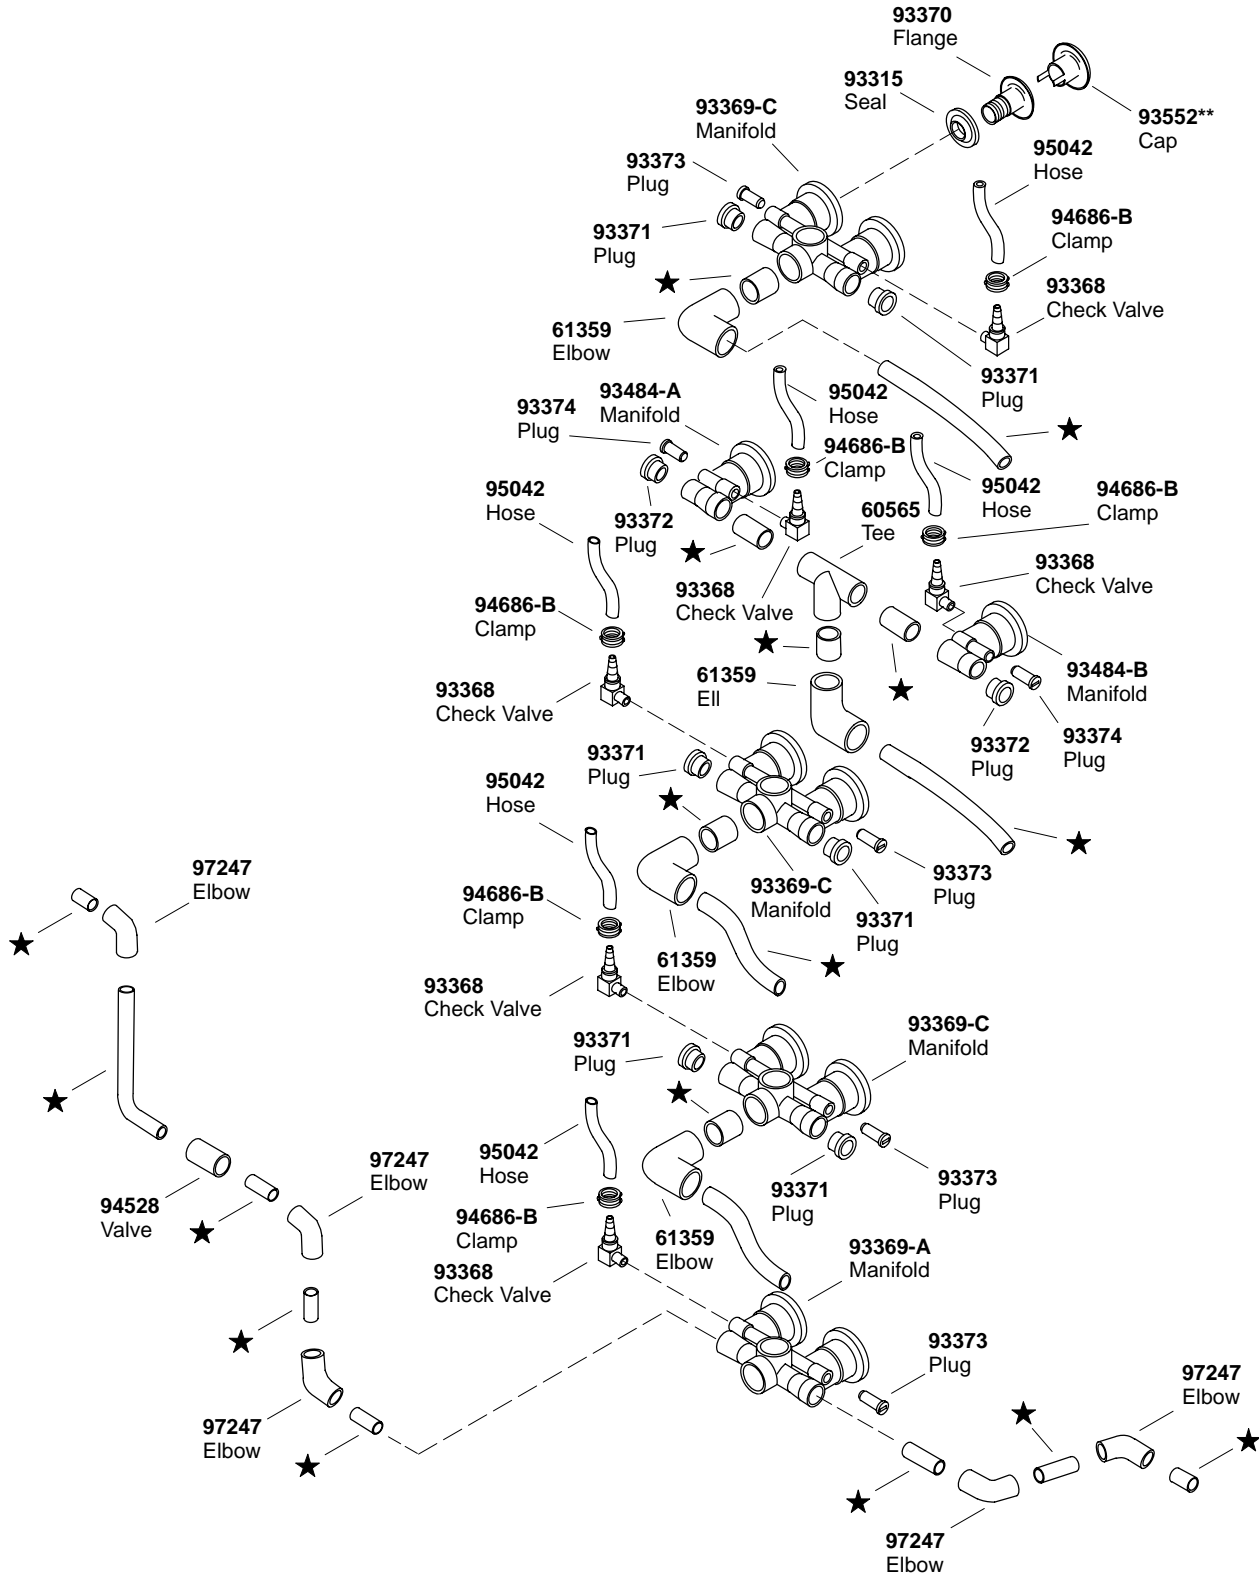 93370
Flange
93315
Seal
93552**
Cap
93369-C
Manifold
95042
Hose
93373
Plug
94686-B
Clamp
93371
Plug
93368
Check Valve
61359
Elbow
93371
Plug
93484-A
Manifold
95042
Hose
93374
Plug
94686-B
Clamp
95042
Hose
95042
Hose
94686-B
Clamp
60565
Tee
93372
Plug
93368
Check Valve
93368
Check Valve
94686-B
Clamp
61359
Ell
93484-B
Manifold
93368
Check Valve
93372
Plug
93374
Plug
93371
Plug
95042
Hose
97247
Elbow
93369-C
Manifold
93373
Plug
94686-B
Clamp
93371
Plug
61359
Elbow
93368
Check Valve
93369-C
Manifold
93371
Plug
95042
Hose
97247
Elbow
93371
Plug
93373
Plug
94528
Valve
94686-B
Clamp
61359
Elbow
93369-A
Manifold
93368
Check Valve
93373
Plug
97247
Elbow
97247
Elbow
97247
Elbow